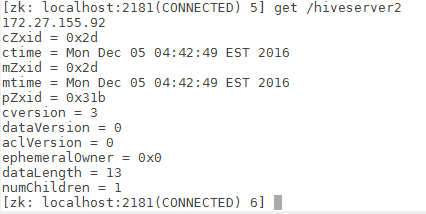 [zk: localhost:2181(CONNECTED) 5] get /hiveserver2
172.27.155.92
cZxid = 0x2d
ctime = Mon Dec 05 04:42:49 EST 2016
mZxid = 0x2d
mtime = Mon Dec 05 04:42:49 EST 2016
pZxid = 0x31b
cversion = 3
dataVersion = 0
aclVersion = 0
ephemeralOwner = 0x0
dataLength = 13
numChildren = 1
[zk: localhost:2181(CONNECTED) 6]